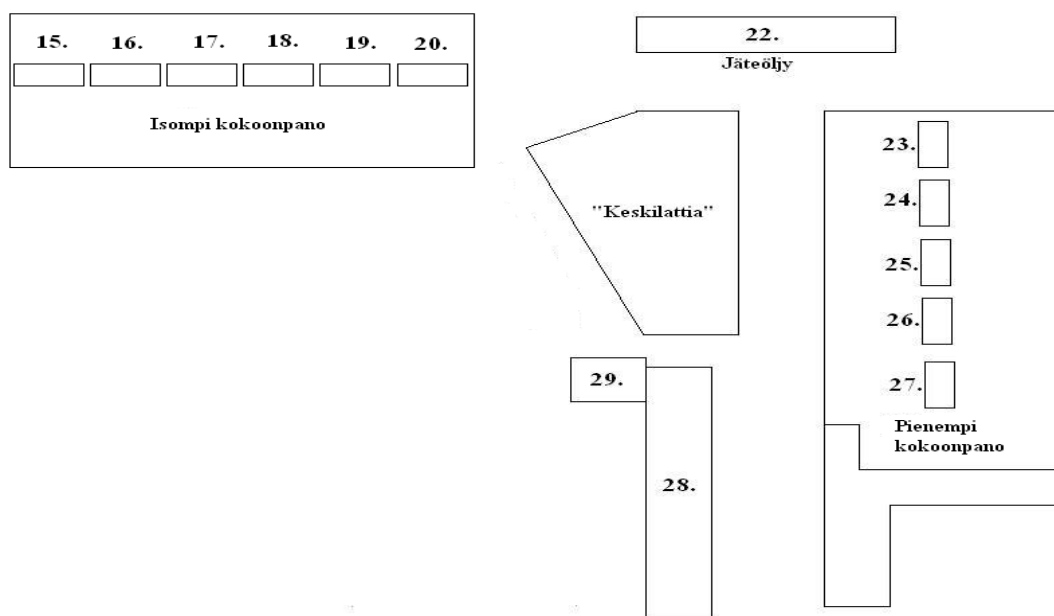 15. 16. 17. 18. 19. 20.
Isompi kokoonpano
22.
Jäteöljy
"Keskilattia"
23.
24.
25.
26.
27.
Pienempi
kokoonpano
29.
28.